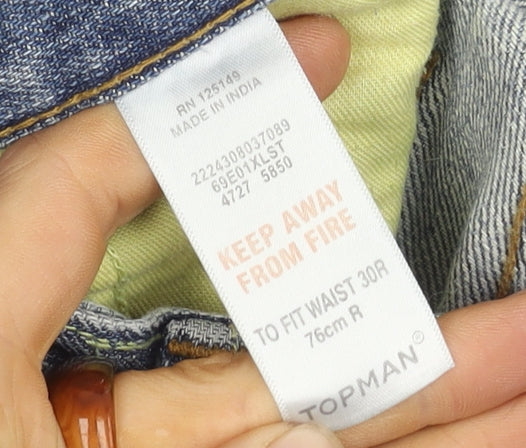 RN 125149
MADE IN INDIA
2224308037089
69E01XLST
4727 5850
KEEP AWAY
FROM FIRE
TO FIT WAIST 30R
76cm R
TOPMAN®